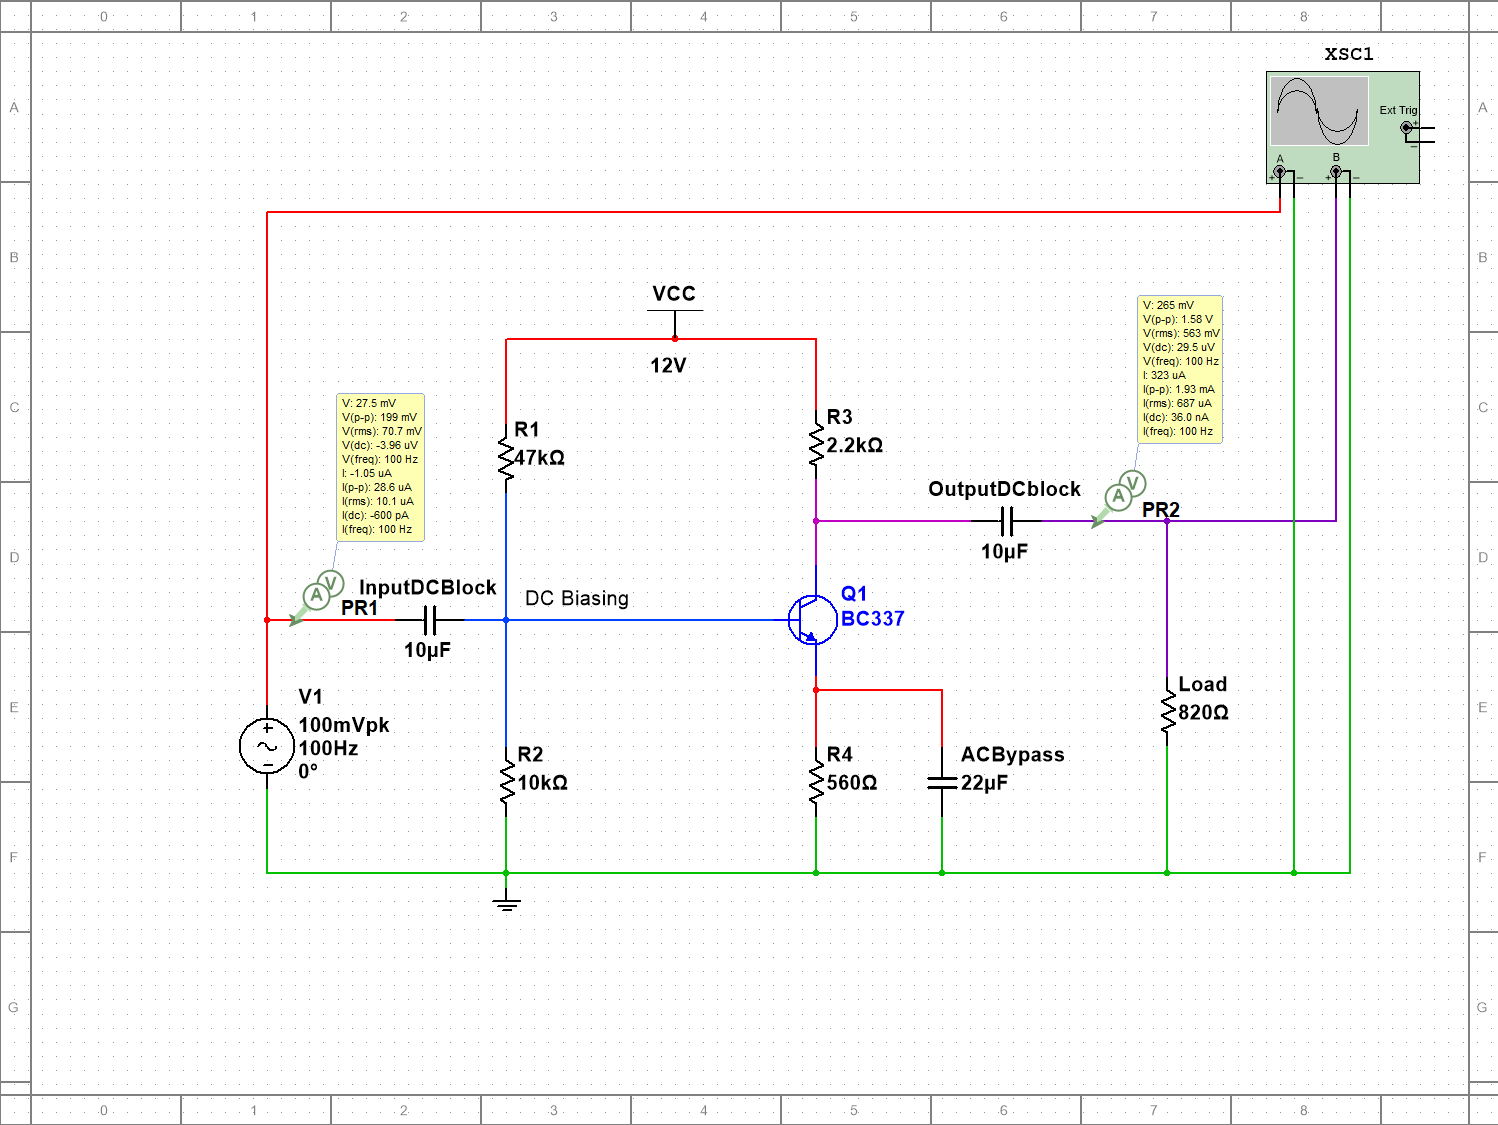 0 1 2 3 4 5 6 7 8
XSC1
A
A
Ext Trig
+
−
A
B
+ − + −
B
B
VCC
12V
V: 265 mV
V(p-p): 1.58 V
V(rms): 563 mV
V(dc): 29.5 uV
V(freq): 100 Hz
I: 323 uA
I(p-p): 1.93 mA
I(rms): 687 uA
I(dc): 36.0 nA
I(freq): 100 Hz
V: 27.5 mV
V(p-p): 199 mV
V(rms): 70.7 mV
V(dc): -3.96 uV
V(freq): 100 Hz
I: -1.05 uA
I(p-p): 28.6 uA
I(rms): 10.1 uA
I(dc): -600 pA
I(freq): 100 Hz
C
C
R1
47kΩ
R3
2.2kΩ
OutputDCblock
10µF
A V
PR2
D
D
A V
PR1
InputDCBlock
10µF
DC Biasing
Q1
BC337
E
E
V1
100mVpk
100Hz
0°
+
−
R2
10kΩ
R4
560Ω
ACBypass
22µF
Load
820Ω
F
F
G
G
0 1 2 3 4 5 6 7 8